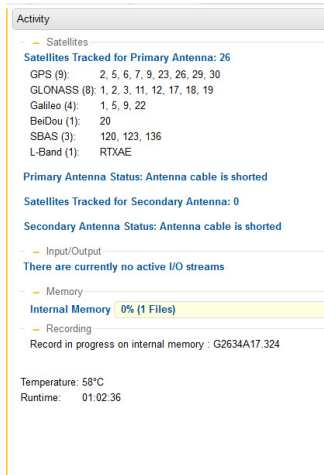 Activity
Satellites
Satellites Tracked for Primary Antenna: 26
GPS (9): 2, 5, 6, 7, 9, 23, 26, 29, 30
GLONASS (8): 1, 2, 3, 11, 12, 17, 18, 19
Galileo (4): 1, 5, 9, 22
BeiDou (1): 20
SBAS (3): 120, 123, 136
L-Band (1): RTXAE
Primary Antenna Status: Antenna cable is shorted
Satellites Tracked for Secondary Antenna: 0
Secondary Antenna Status: Antenna cable is shorted
Input/Output
There are currently no active I/O streams
Memory
Internal Memory 0% (1 Files)
Recording
Record in progress on internal memory : G2634A17.324
Temperature: 58°C
Runtime: 01:02:36